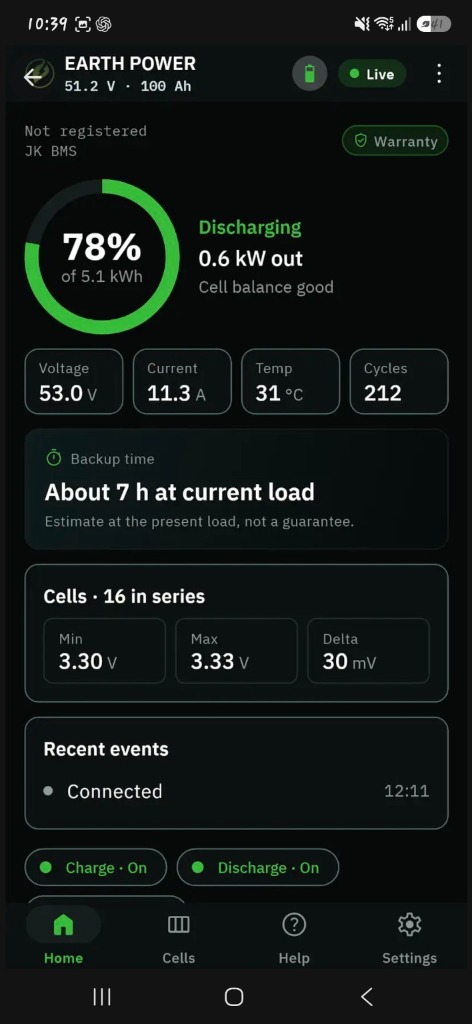 10:39
41
EARTH POWER
51.2 V · 100 Ah
Live
Not registered
JK BMS
Warranty
78%
of 5.1 kWh
Discharging
0.6 kW out
Cell balance good
Voltage
53.0 V
Current
11.3 A
Temp
31 °C
Cycles
212
Backup time
About 7 h at current load
Estimate at the present load, not a guarantee.
Cells · 16 in series
Min
3.30 V
Max
3.33 V
Delta
30 mV
Recent events
Connected 12:11
Charge · On
Discharge · On
Home
Cells
Help
Settings